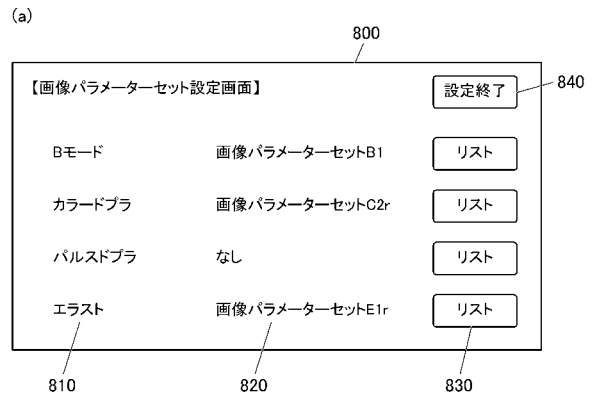 (a)
800
【画像パラメーターセット設定画面】 設定終了 840
Bモード 画像パラメーターセットB1 リスト
カラードプラ 画像パラメーターセットC2r リスト
パルスドプラ なし リスト
エラスト 画像パラメーターセットE1r リスト
810 820 830